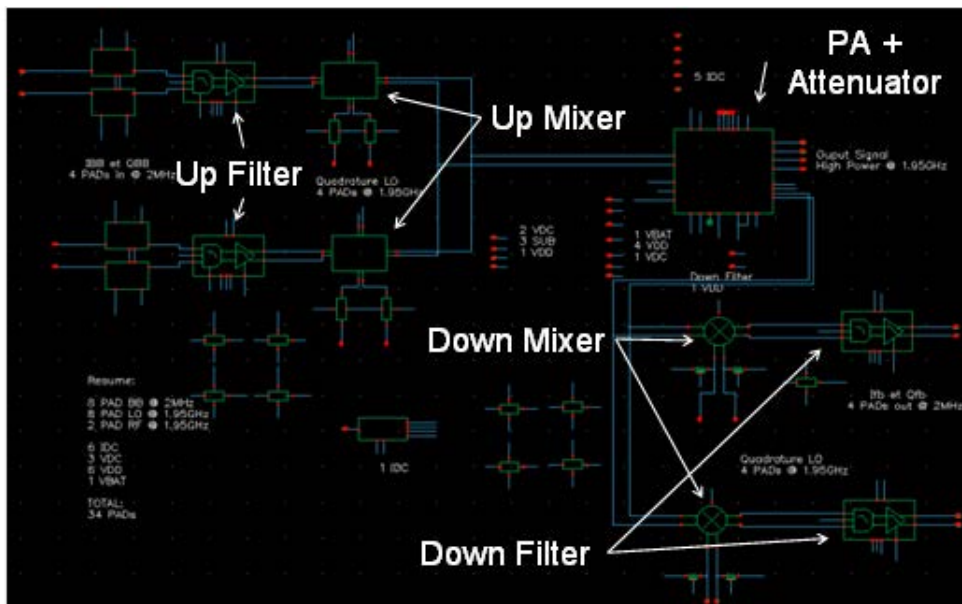 PA +
Attenuator
5 IDC
Up Mixer
Ouput Signal
High Power @ 1.95GHz
IBB et QBB
4 PADs in @ 2MHz
Up Filter
Quadrature LO
4 PADs @ 1.95GHz
2 VDC
3 SUB
1 VDD
1 VBAT
4 VDD
1 VDC
Down Filter
1 VDD
Down Mixer
Resume:
8 PAD BB @ 2MHz
8 PAD LO @ 1.95GHz
2 PAD RF @ 1.95GHz
6 IDC
3 VDC
6 VDD
1 VBAT
TOTAL:
34 PADs
1 IDC
Ifb et Qfb
4 PADs out @ 2MHz
Quadrature LO
4 PADs @ 1.95GHz
Down Filter